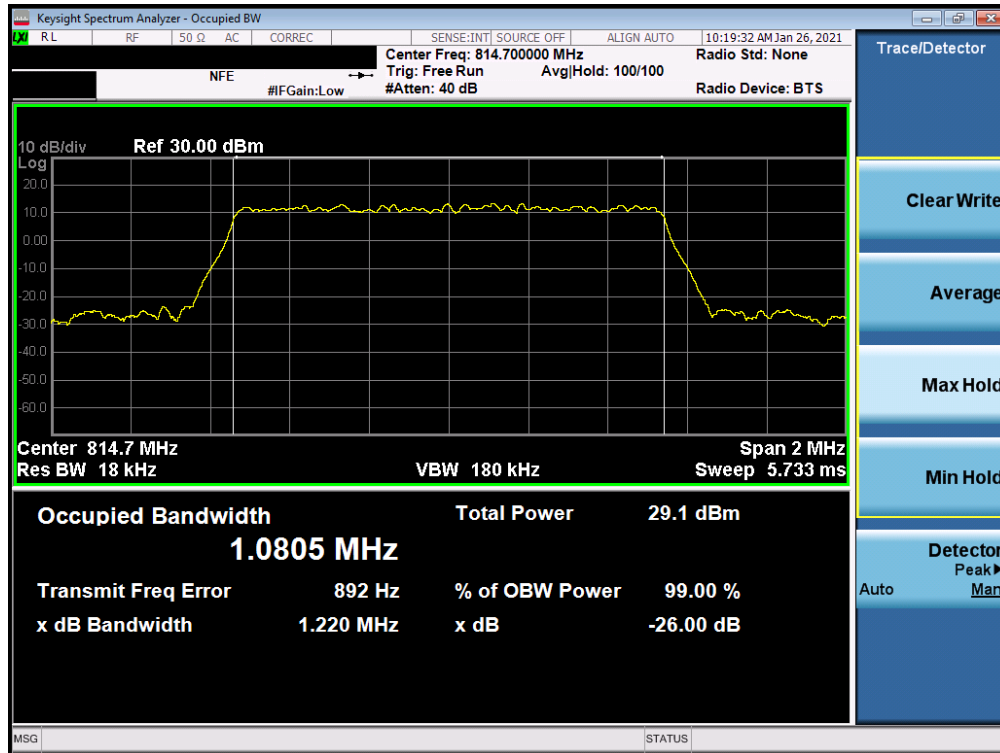 Keysight Spectrum Analyzer - Occupied BW
LXI RL RF 50 Ω AC CORREC SENSE:INT SOURCE OFF ALIGN AUTO 10:19:32 AM Jan 26, 2021
Center Freq: 814.700000 MHz Radio Std: None
NFE Trig: Free Run Avg|Hold: 100/100
#IFGain:Low #Atten: 40 dB Radio Device: BTS
10 dB/div Ref 30.00 dBm
Log
20.0
10.0
0.00
-10.0
-20.0
-30.0
-40.0
-50.0
-60.0
Center 814.7 MHz Span 2 MHz
Res BW 18 kHz VBW 180 kHz Sweep 5.733 ms
Occupied Bandwidth Total Power 29.1 dBm
1.0805 MHz
Transmit Freq Error 892 Hz % of OBW Power 99.00 %
x dB Bandwidth 1.220 MHz x dB -26.00 dB
MSG STATUS
Trace/Detector
Clear Write
Average
Max Hold
Min Hold
Detector
Peak▶
Auto Man